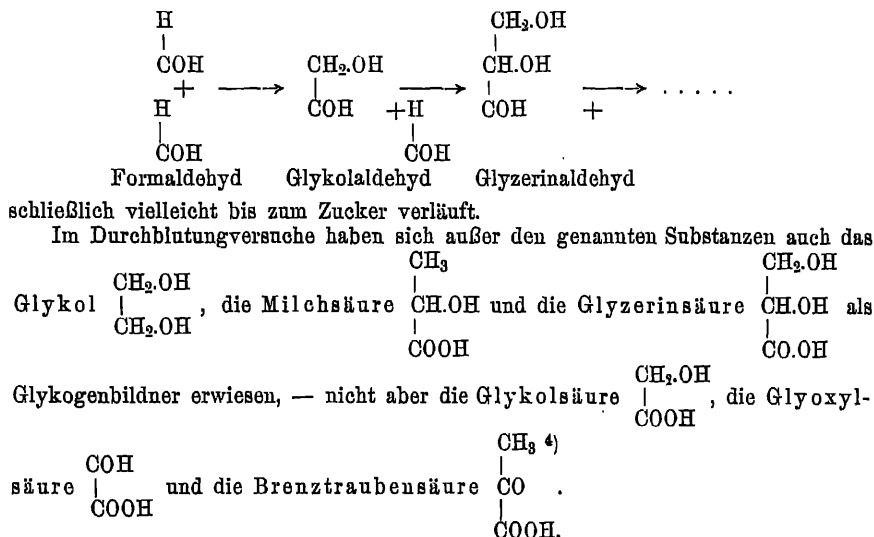 H CH₂.OH
COH CH₂.OH CH.OH
+ ⟶ ⟶ ⟶ . . . . .
H COH +H COH +
COH COH
Formaldehyd Glykolaldehyd Glyzerinaldehyd
schließlich vielleicht bis zum Zucker verläuft.
Im Durchblutungversuche haben sich außer den genannten Substanzen auch das
CH₃ CH₂.OH
CH₂.OH
Glykol | , die Milchsäure CH.OH und die Glyzerinsäure CH.OH als
CH₂.OH
COOH CO.OH
CH₂.OH
Glykogenbildner erwiesen, — nicht aber die Glykolsäure | , die Glyoxyl-
COOH
CH₃ ⁴)
COH
säure | und die Brenztraubensäure CO .
COOH
COOH.